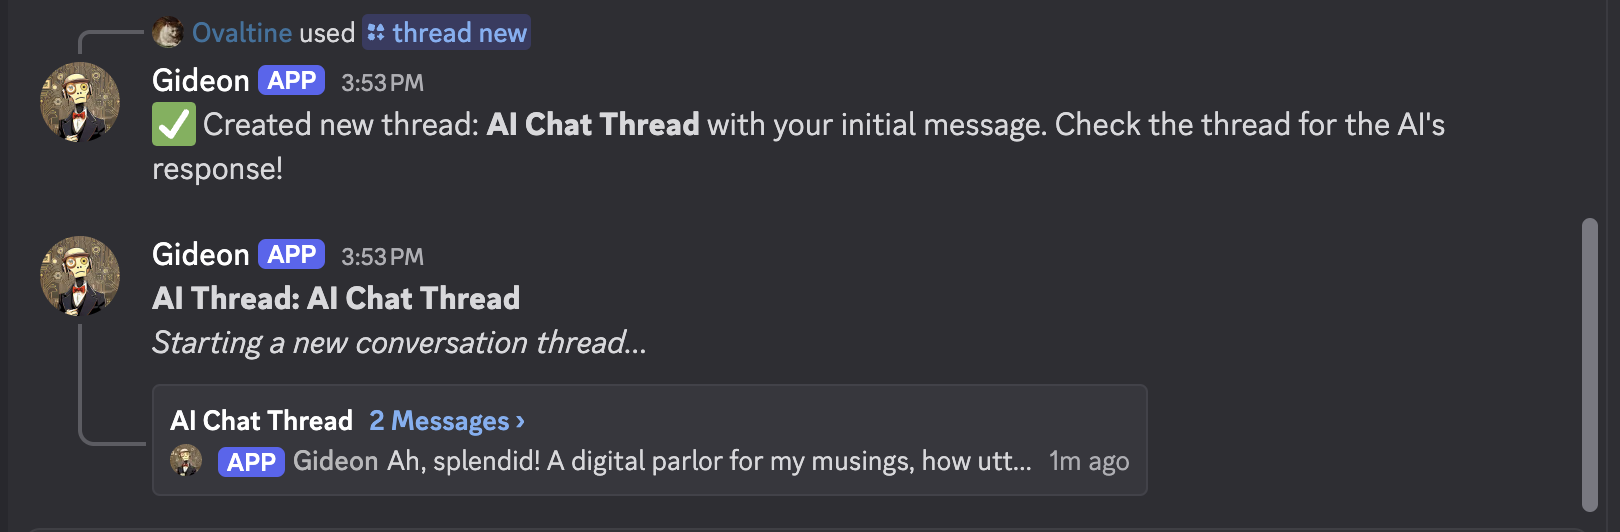 Ovaltine used thread new
Gideon APP 3:53 PM
✅ Created new thread: AI Chat Thread with your initial message. Check the thread for the AI's
response!
Gideon APP 3:53 PM
AI Thread: AI Chat Thread
Starting a new conversation thread...
AI Chat Thread 2 Messages ›
APP Gideon Ah, splendid! A digital parlor for my musings, how utt... 1m ago